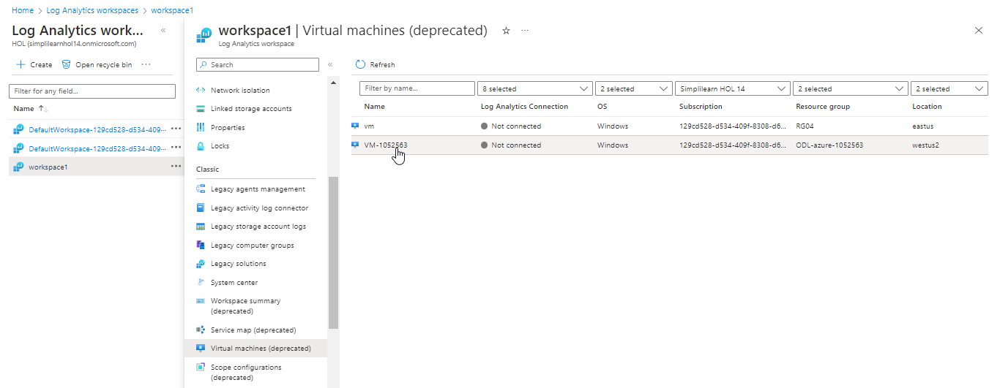 Home > Log Analytics workspaces > workspace1
Log Analytics work... «
HOL (simplilearnhol14.onmicrosoft.com)
+ Create Open recycle bin ...
Filter for any field...
Name ↑↓
DefaultWorkspace-129cd528-d534-409... ...
DefaultWorkspace-129cd528-d534-409... ...
workspace1 ...
workspace1 | Virtual machines (deprecated) ☆ ...
Log Analytics workspace
Search «
Network isolation
Linked storage accounts
Properties
Locks
Classic
Legacy agents management
Legacy activity log connector
Legacy storage account logs
Legacy computer groups
Legacy solutions
System center
Workspace summary
(deprecated)
Service map (deprecated)
Virtual machines (deprecated)
Scope configurations
(deprecated)
Refresh
Filter by name... 8 selected 2 selected Simplilearn HOL 14 2 selected 2 selected
Name Log Analytics Connection OS Subscription Resource group Location
vm Not connected Windows 129cd528-d534-409f-8308-d6... RG04 eastus
VM-1052563 Not connected Windows 129cd528-d534-409f-8308-d6... ODL-azure-1052563 westus2